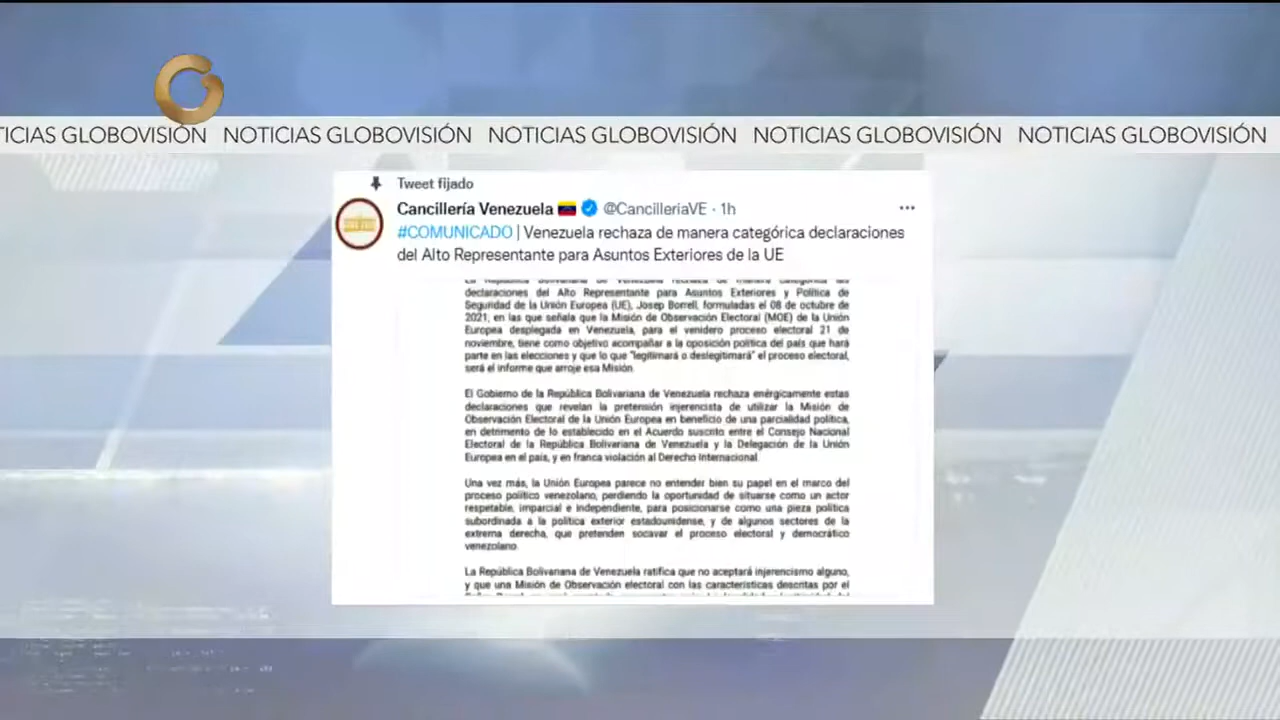 TICIAS GLOBOVISIÓN NOTICIAS GLOBOVISIÓN NOTICIAS GLOBOVISIÓN NOTICIAS GLOBOVISIÓN NOTICIAS GLOBOVISIÓN
Tweet fijado
Cancillería Venezuela @CancilleriaVE · 1h
#COMUNICADO | Venezuela rechaza de manera categórica declaraciones
del Alto Representante para Asuntos Exteriores de la UE
La República Bolivariana de Venezuela rechaza de manera categórica las
declaraciones del Alto Representante para Asuntos Exteriores y Política de
Seguridad de la Unión Europea (UE), Josep Borrell, formuladas el 08 de octubre de
2021, en las que señala que la Misión de Observación Electoral (MOE) de la Unión
Europea desplegada en Venezuela, para el venidero proceso electoral 21 de
noviembre, tiene como objetivo acompañar a la oposición política del país que hará
parte en las elecciones y que lo que "legitimará o deslegitimará" el proceso electoral,
será el informe que arroje esa Misión.
El Gobierno de la República Bolivariana de Venezuela rechaza enérgicamente estas
declaraciones que revelan la pretensión injerencista de utilizar la Misión de
Observación Electoral de la Unión Europea en beneficio de una parcialidad política,
en detrimento de lo establecido en el Acuerdo suscrito entre el Consejo Nacional
Electoral de la República Bolivariana de Venezuela y la Delegación de la Unión
Europea en el país, y en franca violación al Derecho Internacional.
Una vez más, la Unión Europea parece no entender bien su papel en el marco del
proceso político venezolano, perdiendo la oportunidad de situarse como un actor
respetable, imparcial e independiente, para posicionarse como una pieza política
subordinada a la política exterior estadounidense, y de algunos sectores de la
extrema derecha, que pretenden socavar el proceso electoral y democrático
venezolano.
La República Bolivariana de Venezuela ratifica que no aceptará injerencismo alguno,
y que una Misión de Observación electoral con las características descritas por el